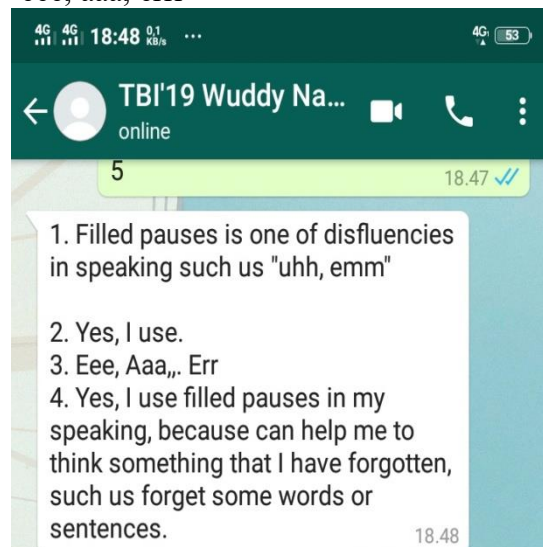 4G 4G 18:48 0,1 KB/s ... 4G 53
TBI'19 Wuddy Na...
online
5
18.47
1. Filled pauses is one of disfluencies
in speaking such us "uhh, emm"
2. Yes, I use.
3. Eee, Aaa,,. Err
4. Yes, I use filled pauses in my
speaking, because can help me to
think something that I have forgotten,
such us forget some words or
sentences.
18.48